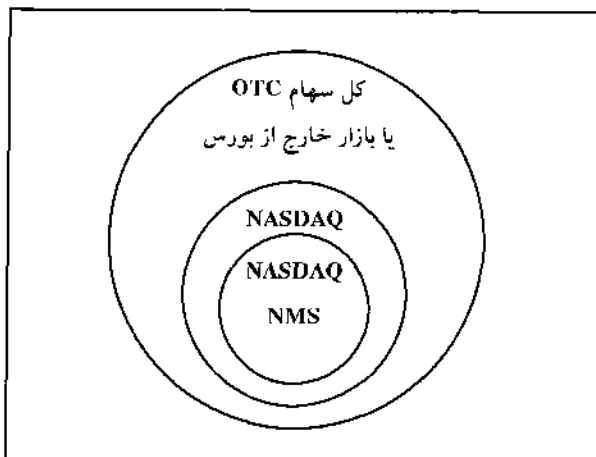 کل سهام OTC
یا بازار خارج از بورس
NASDAQ
NASDAQ
NMS